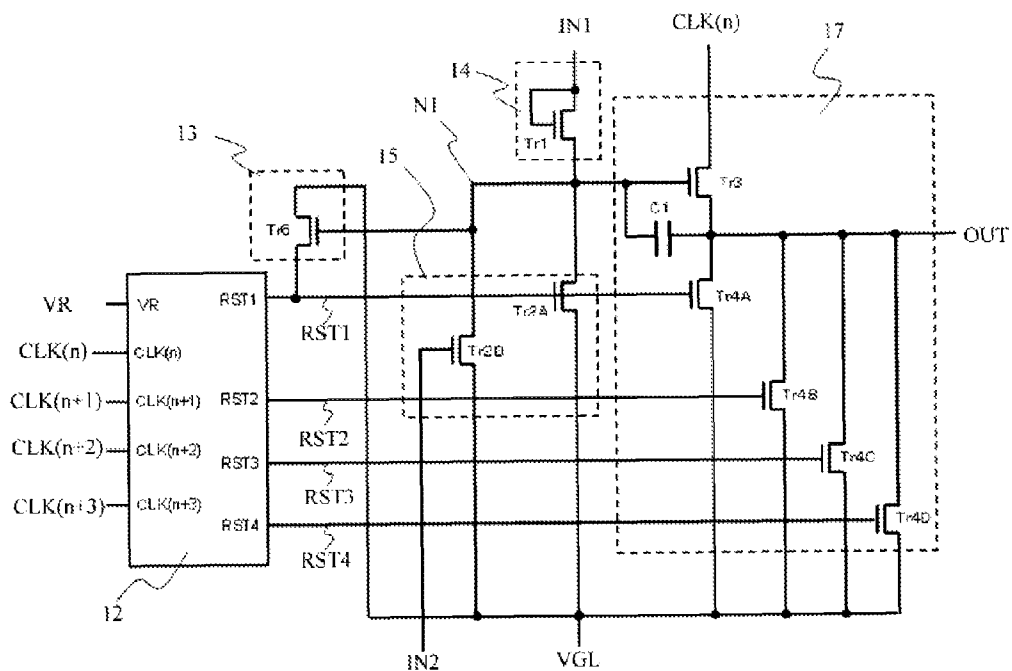 IN1
CLK(n)
17
14
N1
13
15
Tr1
Tr3
C1
Tr6
OUT
VR
VR
RST1
Tr2A
Tr4A
RST1
CLK(n)
CLK(n)
Tr2B
CLK(n+1)
CLK(n+1)
RST2
Tr4B
RST2
CLK(n+2)
CLK(n+2)
RST3
Tr4C
RST3
CLK(n+3)
CLK(n+3)
RST4
Tr4D
RST4
12
IN2
VGL